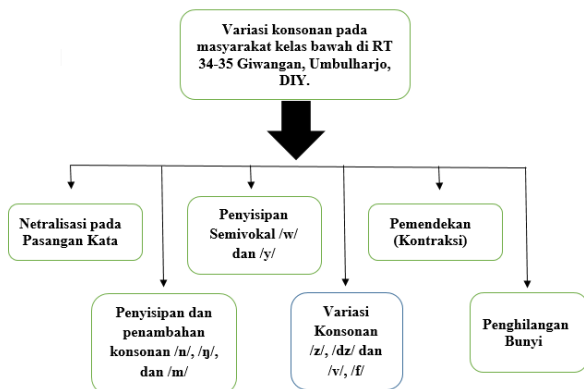 Variasi konsonan pada
masyarakat kelas bawah di RT
34-35 Giwangan, Umbulharjo,
DIY.
Netralisasi pada
Pasangan Kata
Penyisipan
Semivokal /w/
dan /y/
Pemendekan
(Kontraksi)
Penyisipan dan
penambahan
konsonan /n/, /ŋ/,
dan /m/
Variasi
Konsonan
/z/, /dz/ dan
/v/, /f/
Penghilangan
Bunyi